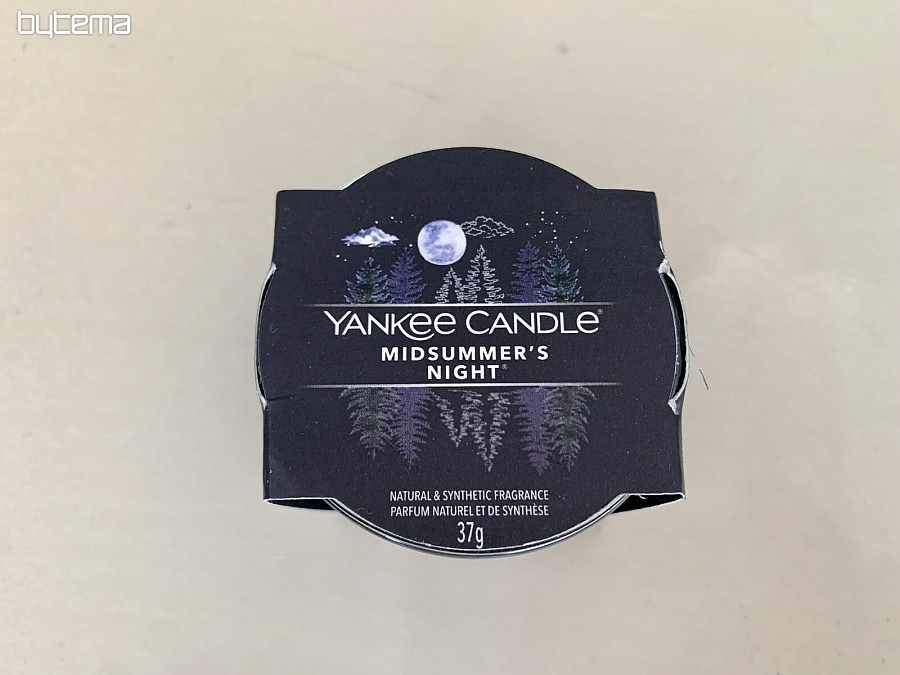 bytema
YANKEE CANDLE®
MIDSUMMER'S
NIGHT®
NATURAL & SYNTHETIC FRAGRANCE
PARFUM NATUREL ET DE SYNTHÈSE
37g